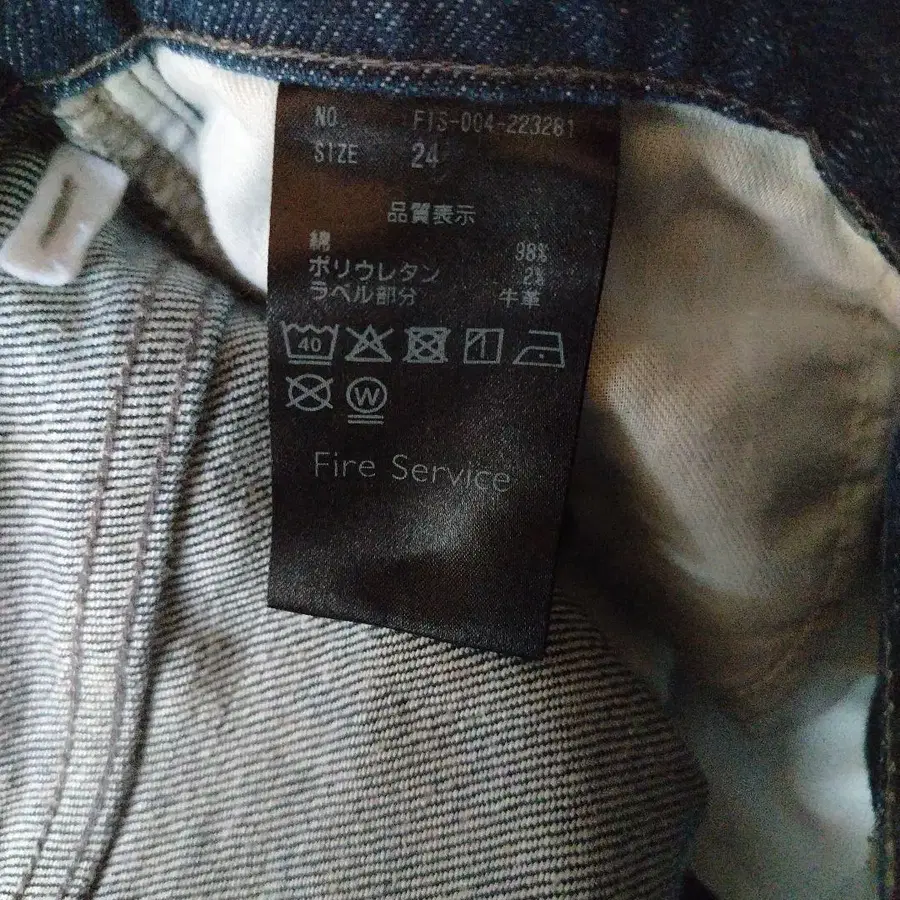 NO. FIS-004-223281
SIZE 24
品質表示
綿 98%
ポリウレタン 2%
ラベル部分 牛革
40
W
Fire Service